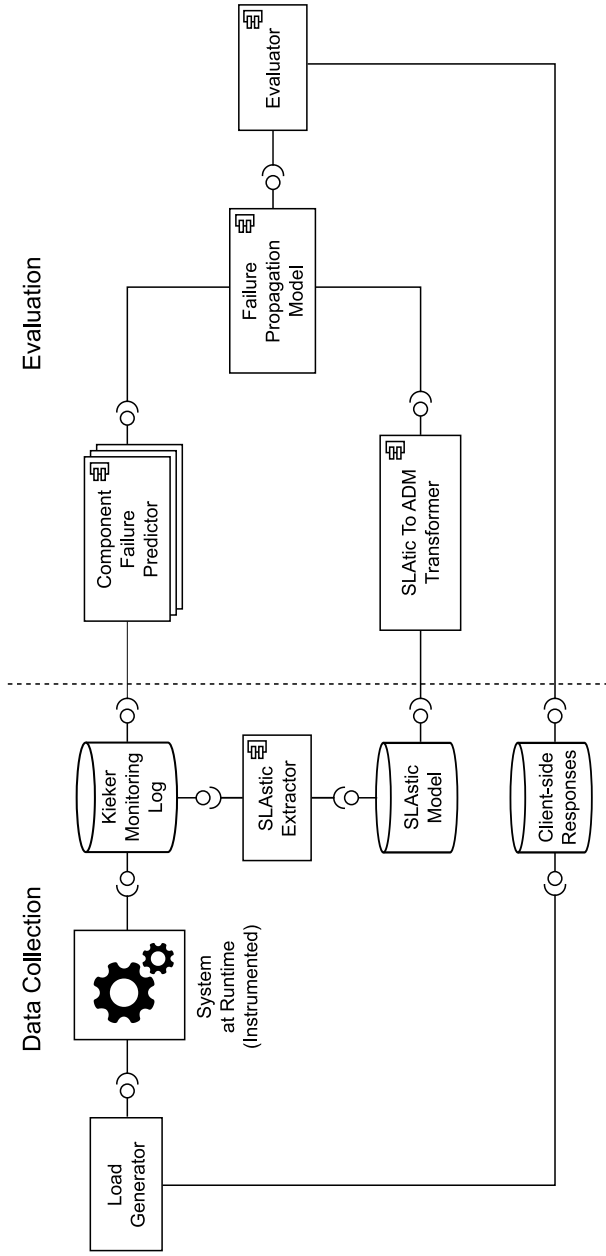 Data Collection
Evaluation
Load
Generator
System
at Runtime
(Instrumented)
Kieker
Monitoring
Log
SLAstic
Extractor
SLAstic
Model
Client-side
Responses
Component
Failure
Predictor
SLAtic To ADM
Transformer
Failure
Propagation
Model
Evaluator